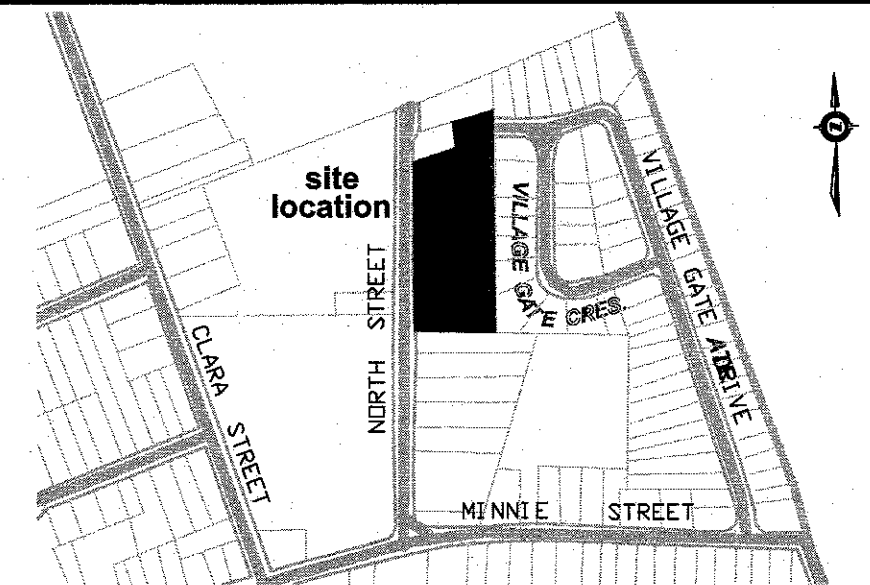 site
location
NORTH STREET
CLARA STREET
VILLAGE GATE CRES.
VILLAGE GATE DRIVE
MINNIE STREET